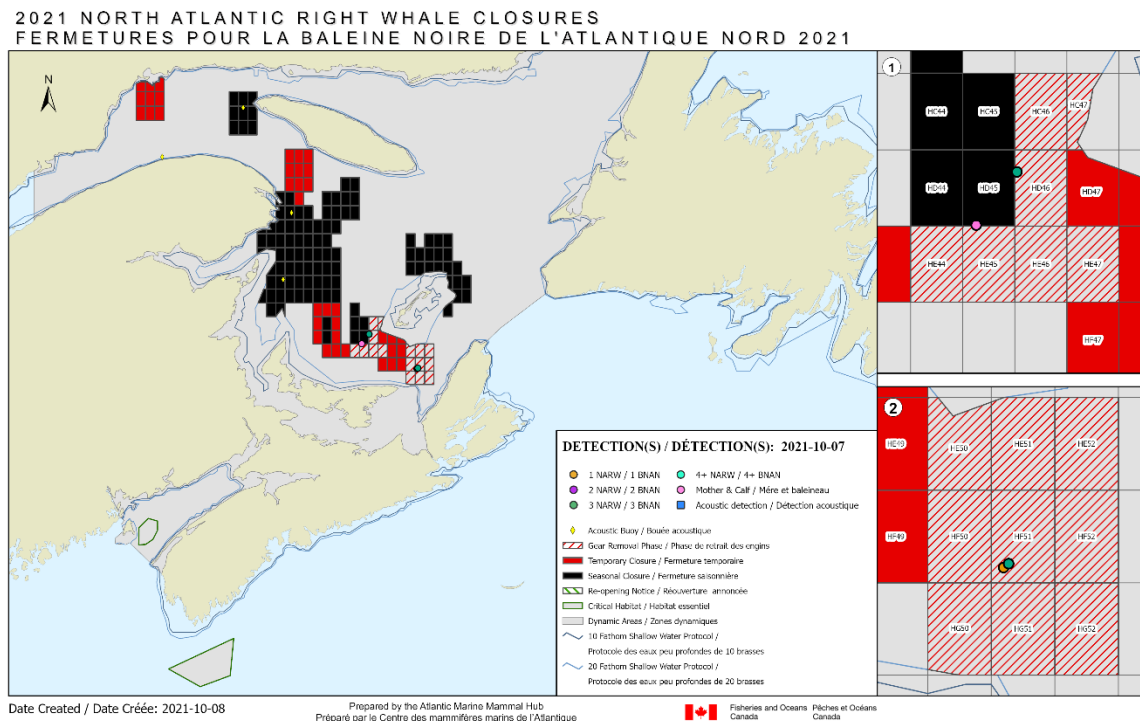 2021 NORTH ATLANTIC RIGHT WHALE CLOSURES
FERMETURES POUR LA BALEINE NOIRE DE L'ATLANTIQUE NORD 2021
N
1
HC44
HC45
HC46
HC47
HD44
HD45
HD46
HD47
HE44
HE45
HE46
HE47
HF47
2
HE49
HE50
HE51
HE52
HF49
HF50
HF51
HF52
HG50
HG51
HG52
DETECTION(S) / DÉTECTION(S): 2021-10-07
1 NARW / 1 BNAN
2 NARW / 2 BNAN
3 NARW / 3 BNAN
4+ NARW / 4+ BNAN
Mother & Calf / Mére et baleineau
Acoustic detection / Détection acoustique
Acoustic Buoy / Bouée acoustique
Gear Removal Phase / Phase de retrait des engins
Temporary Closure / Fermeture temporaire
Seasonal Closure / Fermeture saisonnière
Re-opening Notice / Réouverture annoncée
Critical Habitat / Habitat essentiel
Dynamic Areas / Zones dynamiques
10 Fathom Shallow Water Protocol /
Protocole des eaux peu profondes de 10 brasses
20 Fathom Shallow Water Protocol /
Protocole des eaux peu profondes de 20 brasses
Date Created / Date Créée: 2021-10-08
Prepared by the Atlantic Marine Mammal Hub
Préparé par le Centre des mammifères marins de l'Atlantique
Fisheries and Oceans
Canada
Pêches et Océans
Canada